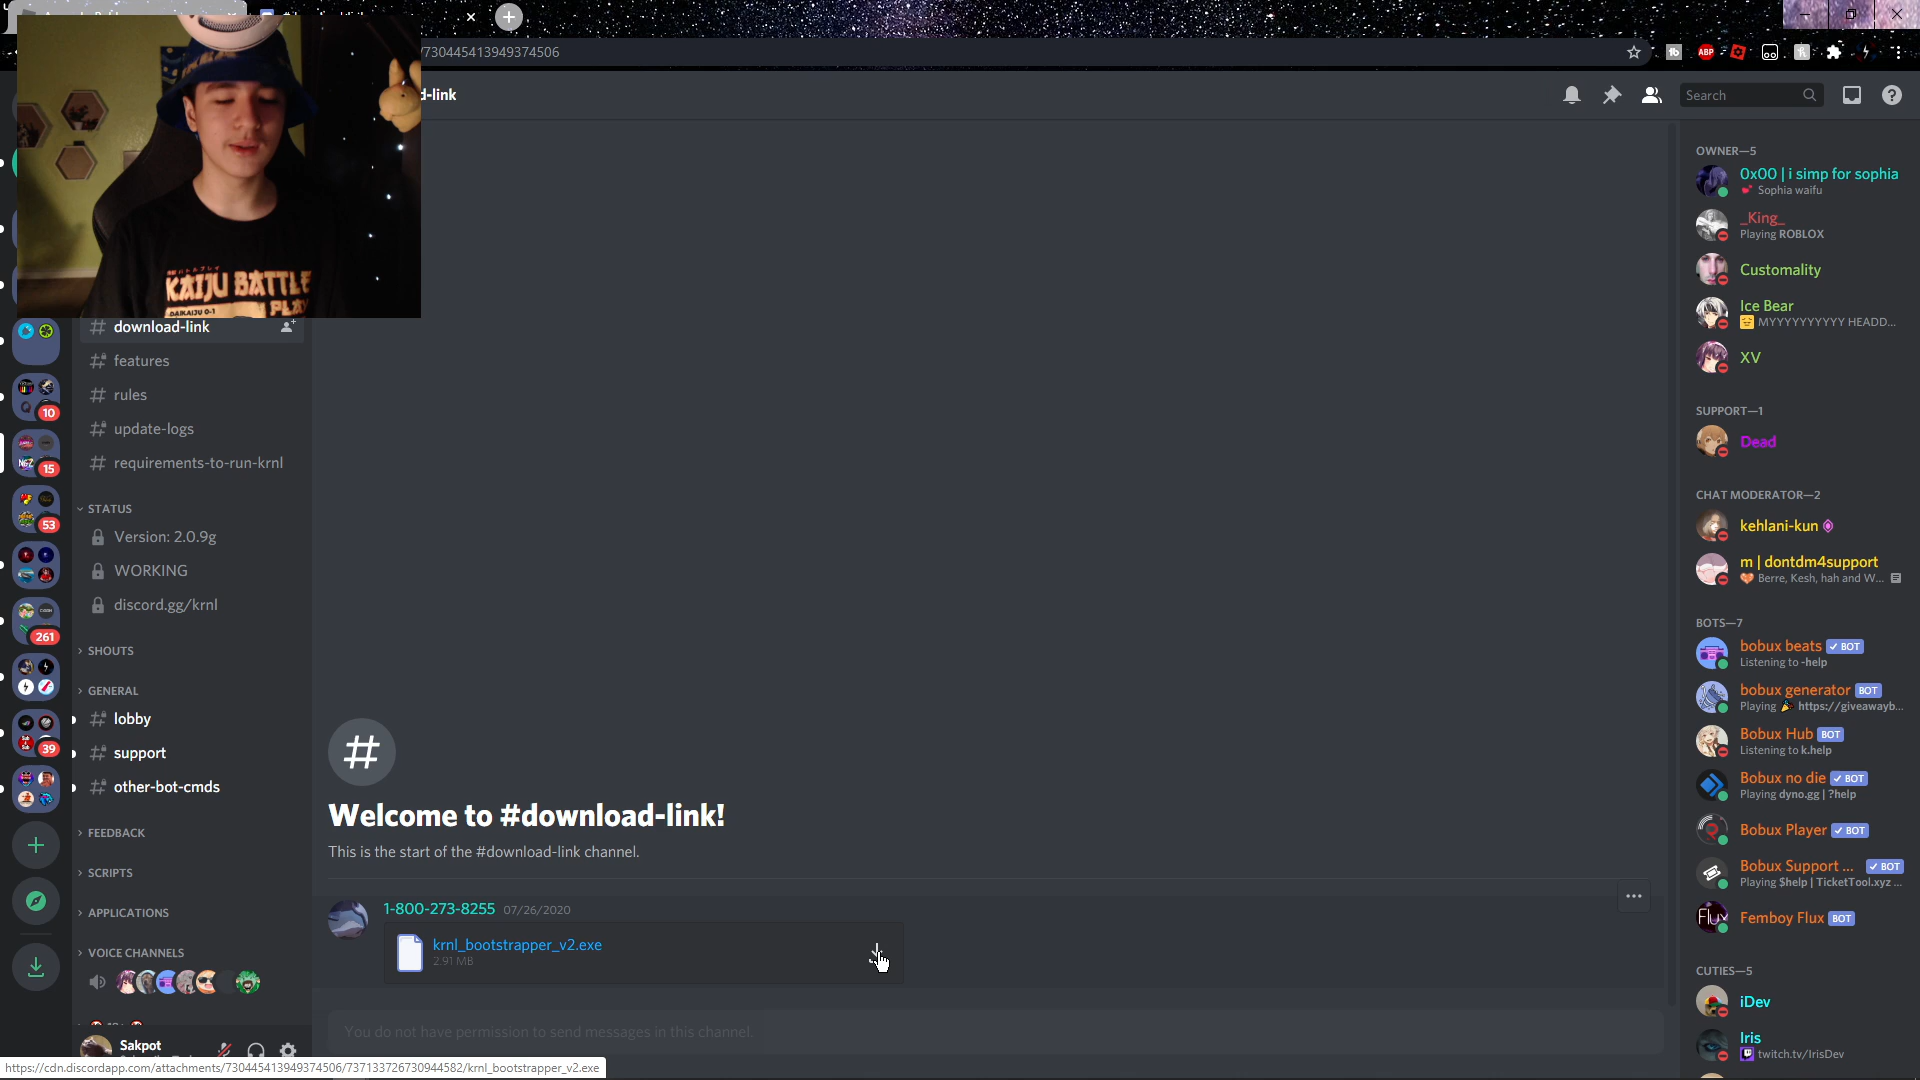 /730445413949374506
ABP
d-link
Search
KAIJU BATTLE
PLAY
DAIKAIJU 0-1
download-link
features
rules
update-logs
requirements-to-run-krnl
STATUS
Version: 2.0.9g
WORKING
discord.gg/krnl
SHOUTS
GENERAL
lobby
support
other-bot-cmds
FEEDBACK
SCRIPTS
APPLICATIONS
VOICE CHANNELS
10
15
53
261
39
Sakpot
#
Welcome to #download-link!
This is the start of the #download-link channel.
1-800-273-8255 07/26/2020
krnl_bootstrapper_v2.exe
2.91 MB
You do not have permission to send messages in this channel.
https://cdn.discordapp.com/attachments/730445413949374506/737133726730944582/krnl_bootstrapper_v2.exe
OWNER—5
0x00 | i simp for sophia
Sophia waifu
_King_
Playing ROBLOX
Customality
Ice Bear
MYYYYYYYYYY HEADD...
XV
SUPPORT—1
Dead
CHAT MODERATOR—2
kehlani-kun
m | dontdm4support
Berre, Kesh, hah and W...
BOTS—7
bobux beats BOT
Listening to -help
bobux generator BOT
Playing https://giveawayb...
Bobux Hub BOT
Listening to k.help
Bobux no die BOT
Playing dyno.gg | ?help
Bobux Player BOT
Bobux Support ... BOT
Playing $help | TicketTool.xyz ...
Femboy Flux BOT
CUTIES—5
iDev
Iris
twitch.tv/IrisDev